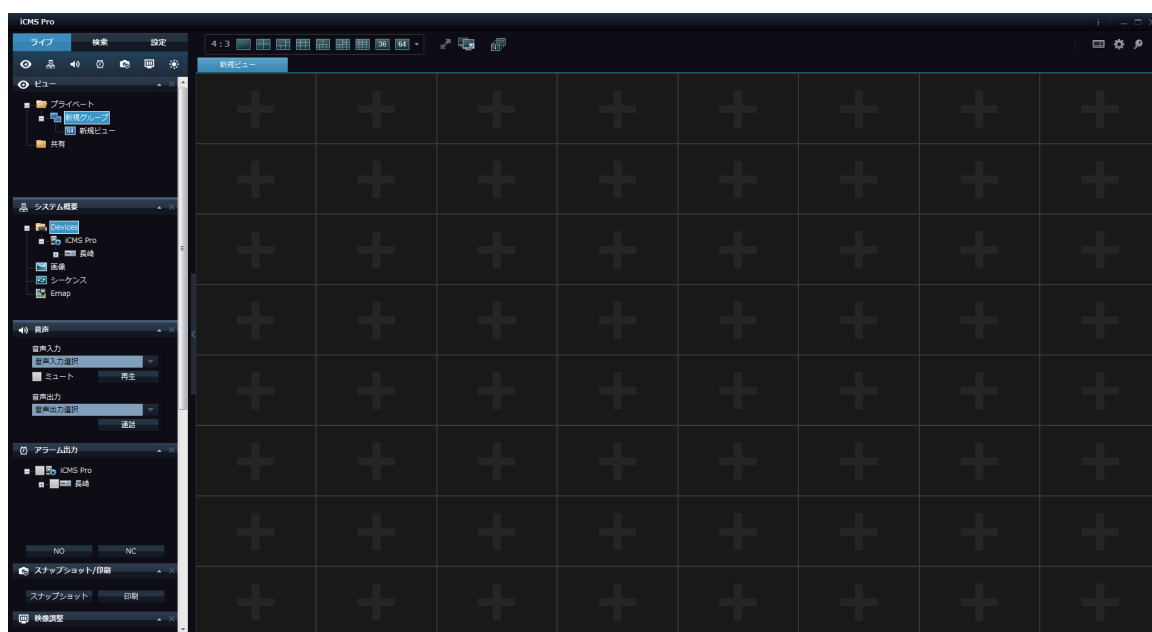 iCMS Pro
ライブ 検索 設定
4:3 36 64
新規ビュー
ビュー
プライベート
新規グループ
64 新規ビュー
共有
システム概要
Devices
iCMS Pro
長崎
画像
シーケンス
Emap
音声
音声入力
音声入力選択
ミュート 再生
音声出力
音声出力選択
通話
アラーム出力
iCMS Pro
長崎
NO NC
スナップショット/印刷
スナップショット 印刷
映像調整